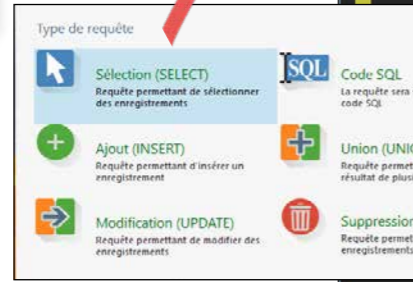 Type de requête
Sélection (SELECT)
Requête permettant de sélectionner
des enregistrements
SQL
Code SQL
La requête sera
code SQL
Ajout (INSERT)
Requête permettant d'insérer un
enregistrement
Union (UNIO
Requête permet
résultat de plusi
Modification (UPDATE)
Requête permettant de modifier des
enregistrements
Suppression
Requête permet
enregistrements